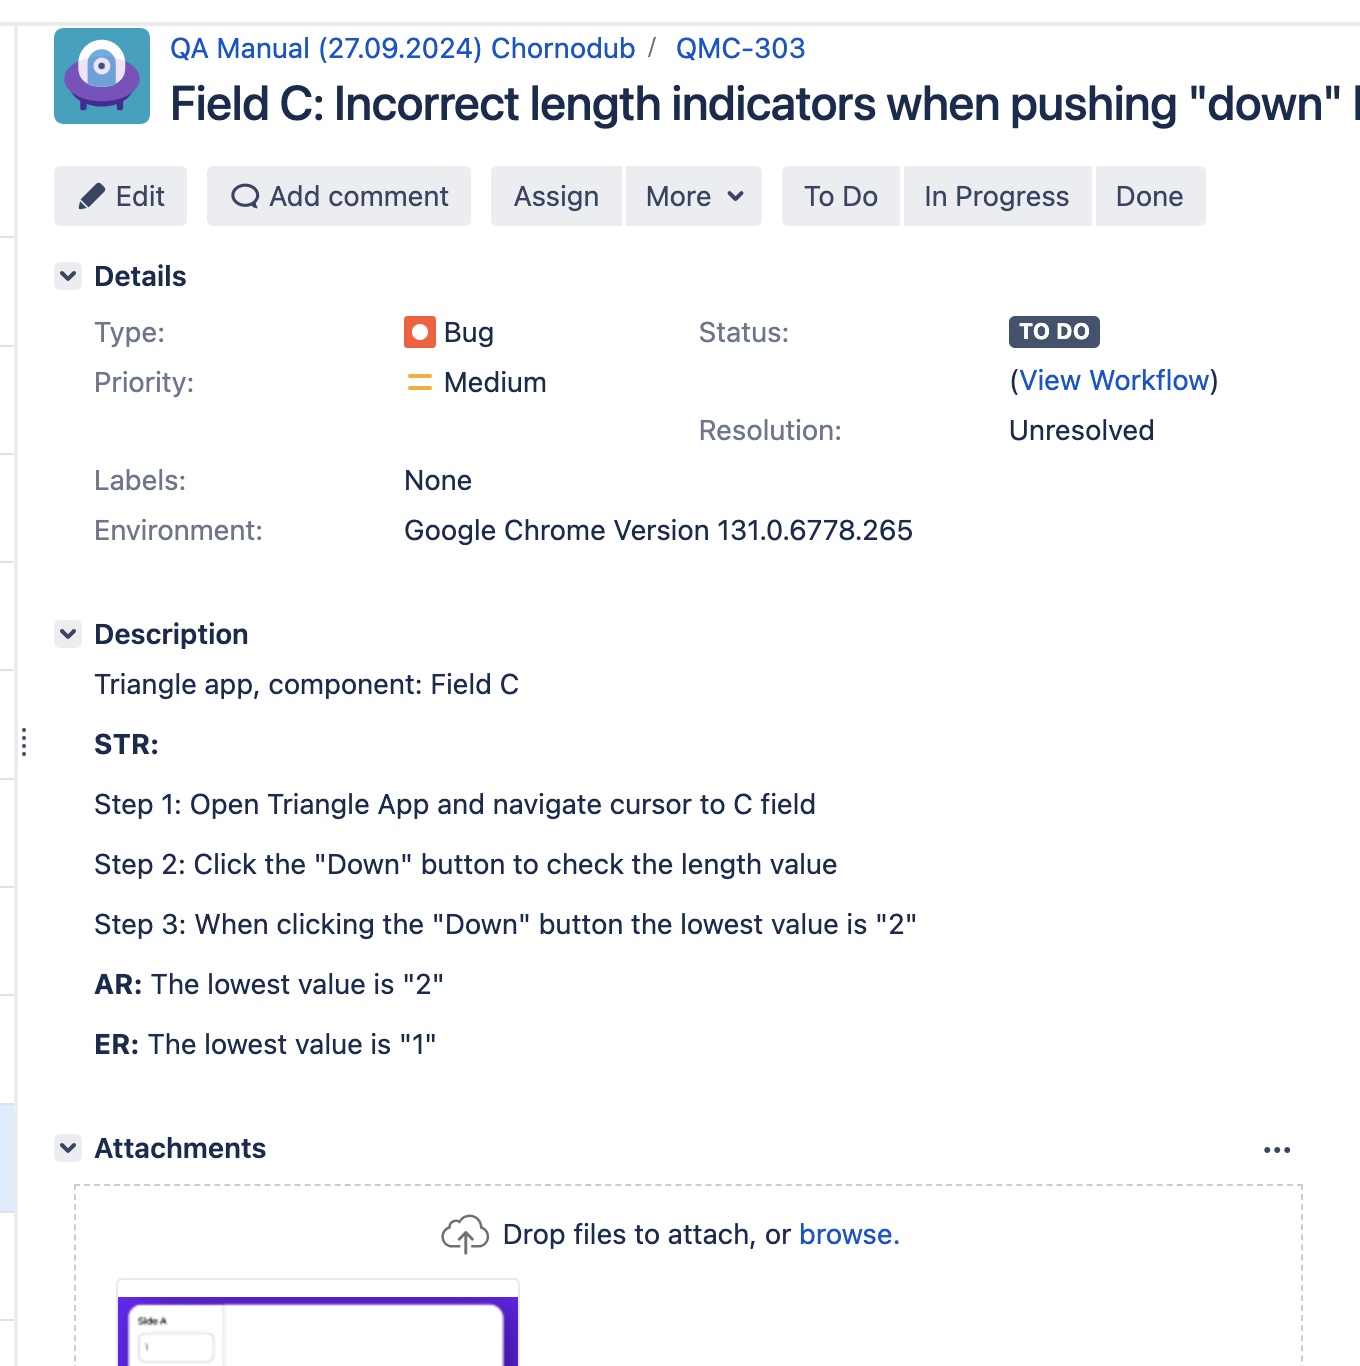 QA Manual (27.09.2024) Chornodub / QMC-303
Field C: Incorrect length indicators when pushing "down"
Edit Add comment Assign More To Do In Progress Done
Details
Type: Bug Status: TO DO
Priority: Medium (View Workflow)
Resolution: Unresolved
Labels: None
Environment: Google Chrome Version 131.0.6778.265
Description
Triangle app, component: Field C
STR:
Step 1: Open Triangle App and navigate cursor to C field
Step 2: Click the "Down" button to check the length value
Step 3: When clicking the "Down" button the lowest value is "2"
AR: The lowest value is "2"
ER: The lowest value is "1"
Attachments
Drop files to attach, or browse.
Side A